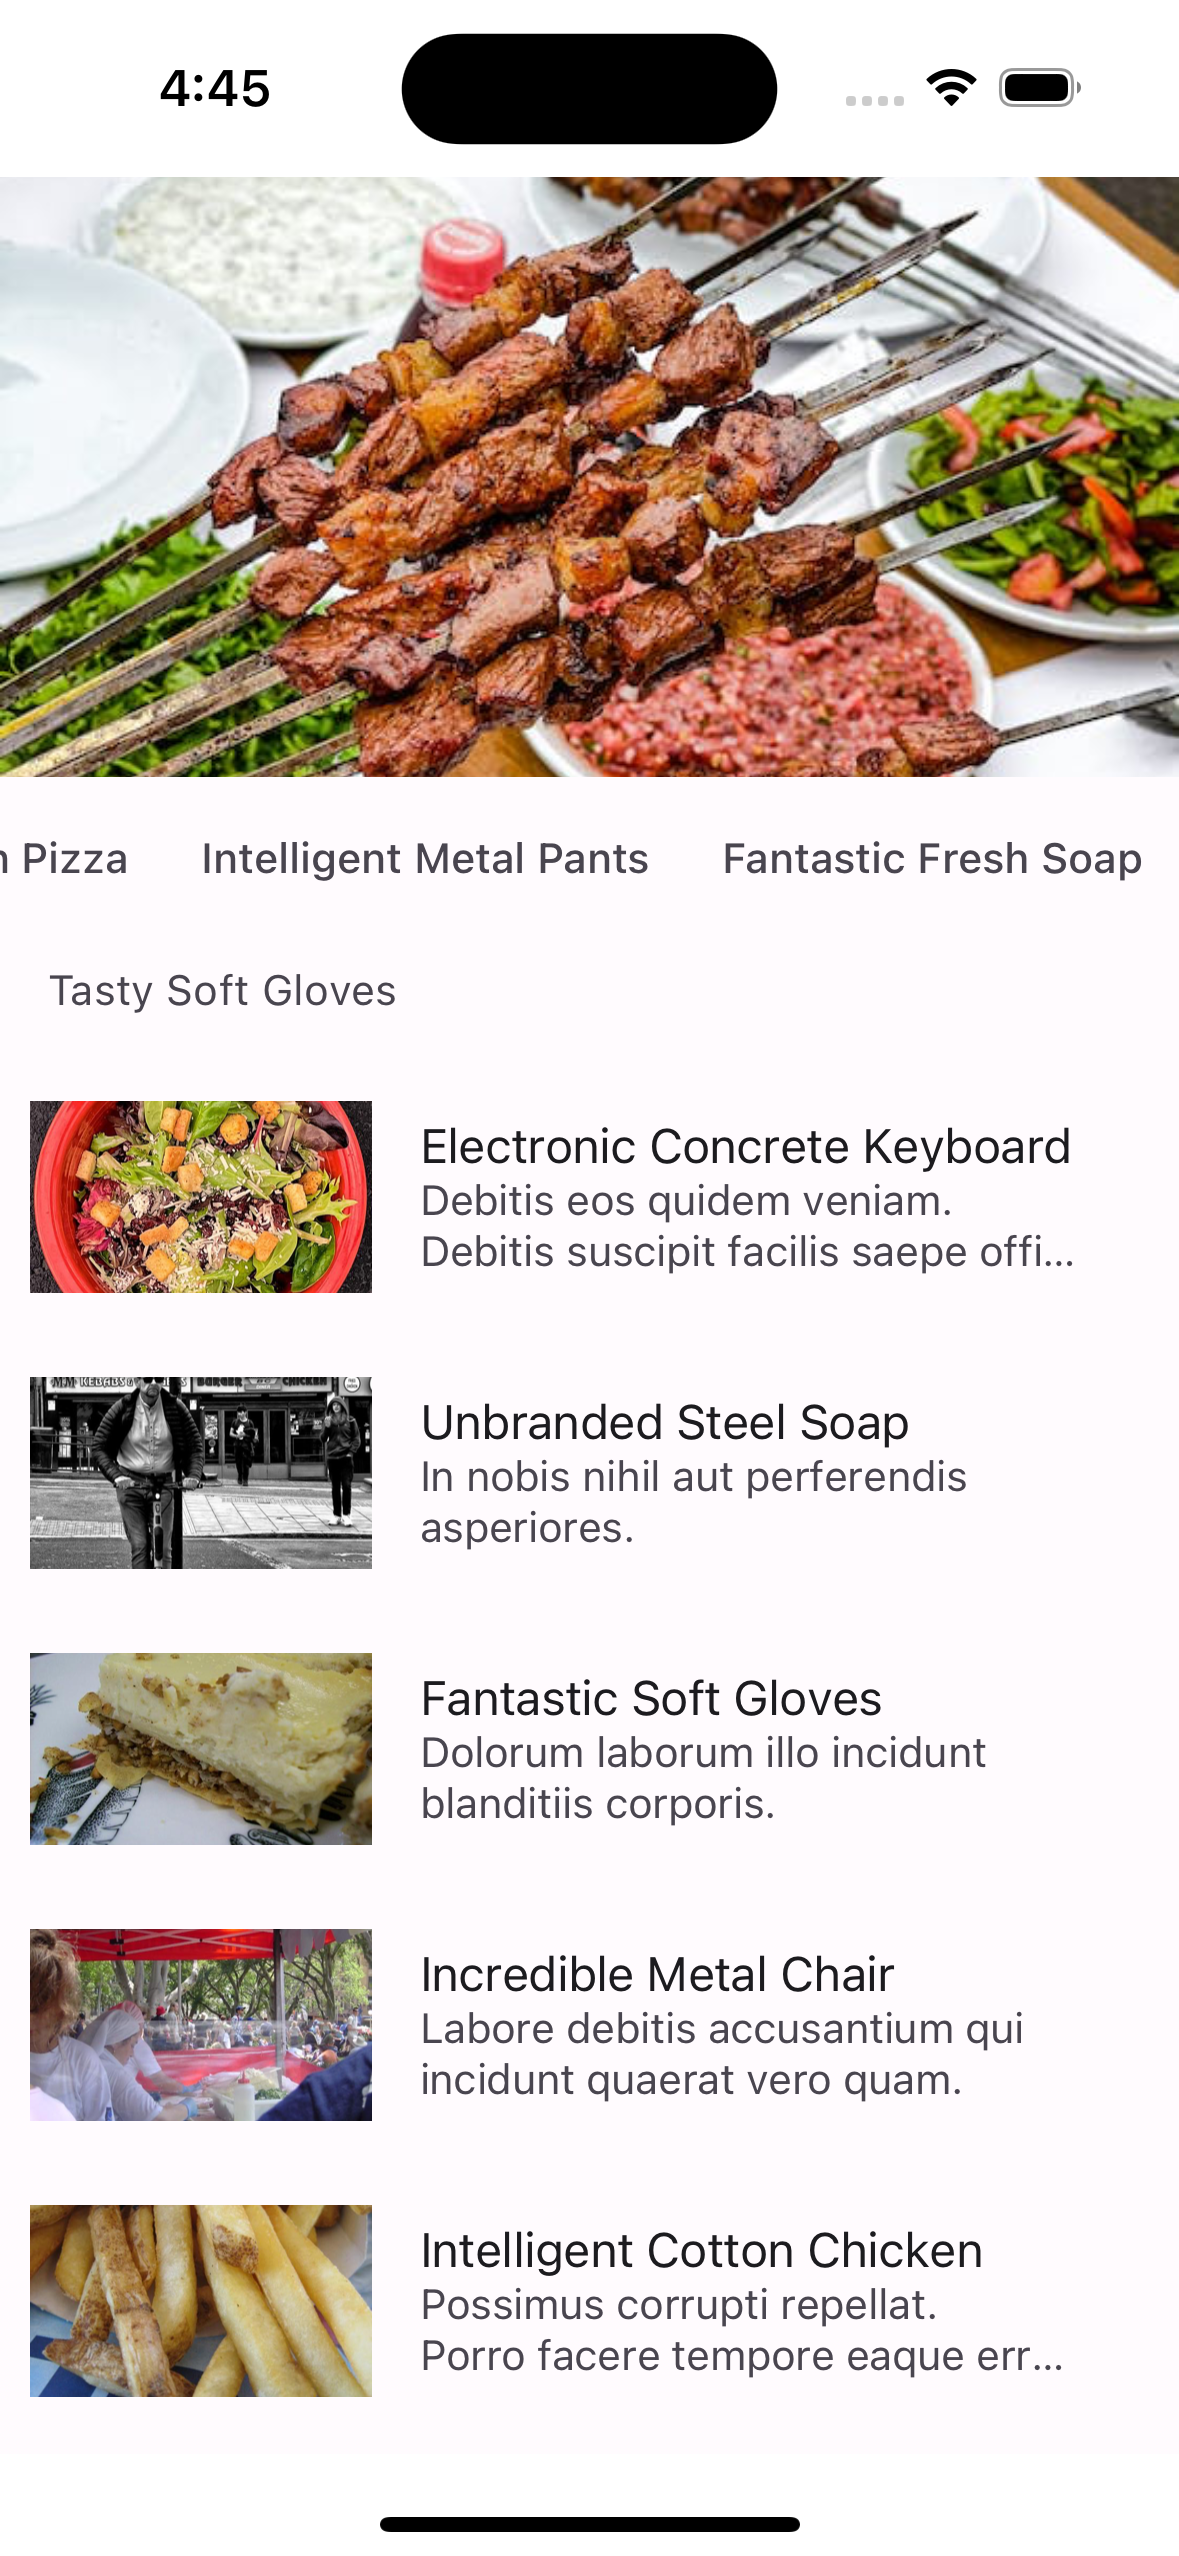 4:45
Pizza
Intelligent Metal Pants
Fantastic Fresh Soap
Tasty Soft Gloves
Electronic Concrete Keyboard
Debitis eos quidem veniam.
Debitis suscipit facilis saepe offi...
KEBABS
BURGER
CHICKEN
Unbranded Steel Soap
In nobis nihil aut perferendis
asperiores.
Fantastic Soft Gloves
Dolorum laborum illo incidunt
blanditiis corporis.
Incredible Metal Chair
Labore debitis accusantium qui
incidunt quaerat vero quam.
Intelligent Cotton Chicken
Possimus corrupti repellat.
Porro facere tempore eaque err...